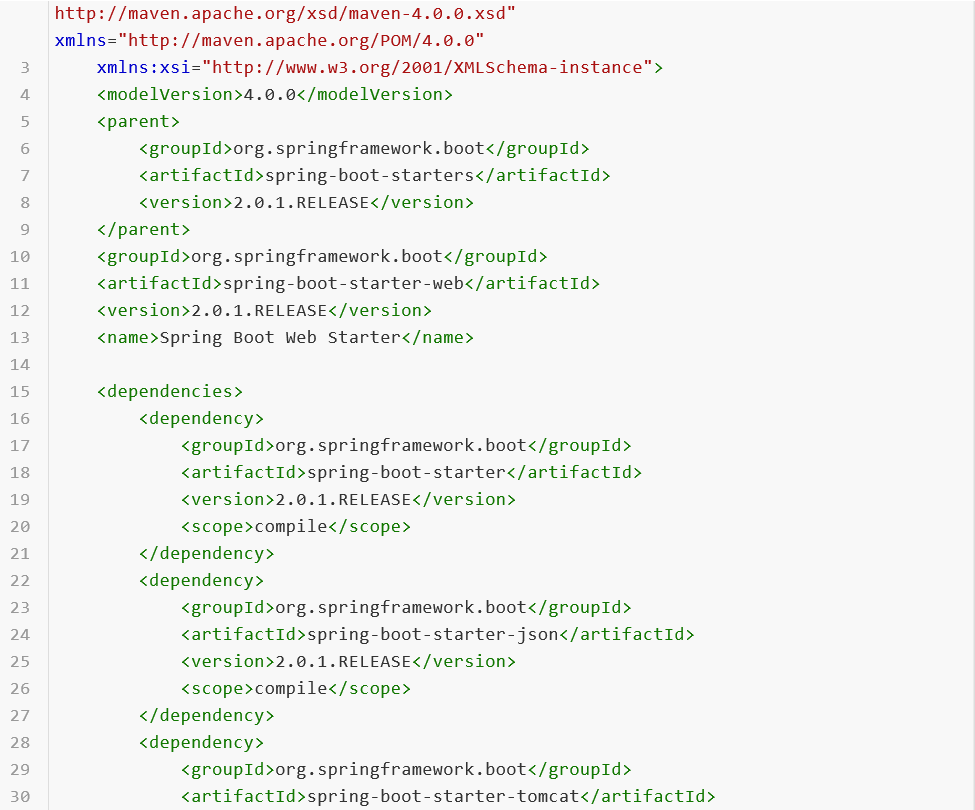 http://maven.apache.org/xsd/maven-4.0.0.xsd"
xmlns="http://maven.apache.org/POM/4.0.0"
3 xmlns:xsi="http://www.w3.org/2001/XMLSchema-instance">
4 <modelVersion>4.0.0</modelVersion>
5 <parent>
6 <groupId>org.springframework.boot</groupId>
7 <artifactId>spring-boot-starters</artifactId>
8 <version>2.0.1.RELEASE</version>
9 </parent>
10 <groupId>org.springframework.boot</groupId>
11 <artifactId>spring-boot-starter-web</artifactId>
12 <version>2.0.1.RELEASE</version>
13 <name>Spring Boot Web Starter</name>
14
15 <dependencies>
16 <dependency>
17 <groupId>org.springframework.boot</groupId>
18 <artifactId>spring-boot-starter</artifactId>
19 <version>2.0.1.RELEASE</version>
20 <scope>compile</scope>
21 </dependency>
22 <dependency>
23 <groupId>org.springframework.boot</groupId>
24 <artifactId>spring-boot-starter-json</artifactId>
25 <version>2.0.1.RELEASE</version>
26 <scope>compile</scope>
27 </dependency>
28 <dependency>
29 <groupId>org.springframework.boot</groupId>
30 <artifactId>spring-boot-starter-tomcat</artifactId>